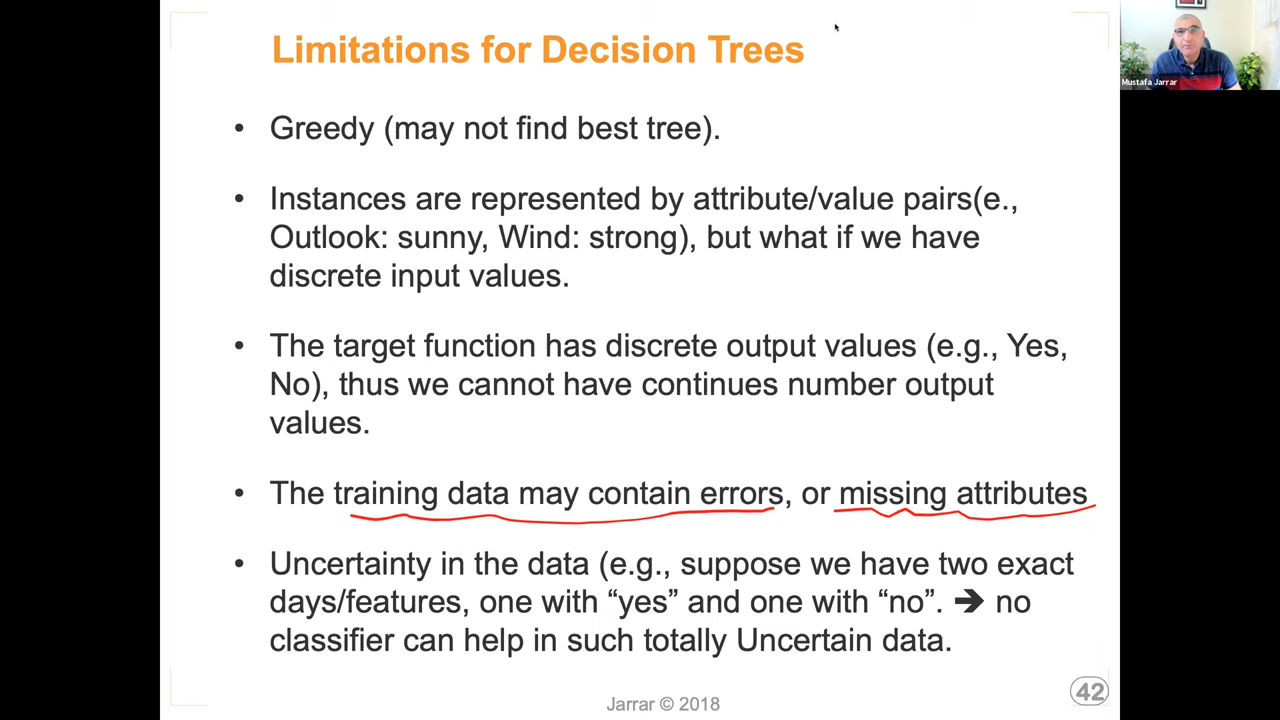 Limitations for Decision Trees
Mustafa Jarrar
• Greedy (may not find best tree).
• Instances are represented by attribute/value pairs(e.,
Outlook: sunny, Wind: strong), but what if we have
discrete input values.
• The target function has discrete output values (e.g., Yes,
No), thus we cannot have continues number output
values.
• The training data may contain errors, or missing attributes
• Uncertainty in the data (e.g., suppose we have two exact
days/features, one with “yes” and one with “no”. ➔ no
classifier can help in such totally Uncertain data.
Jarrar © 2018
42